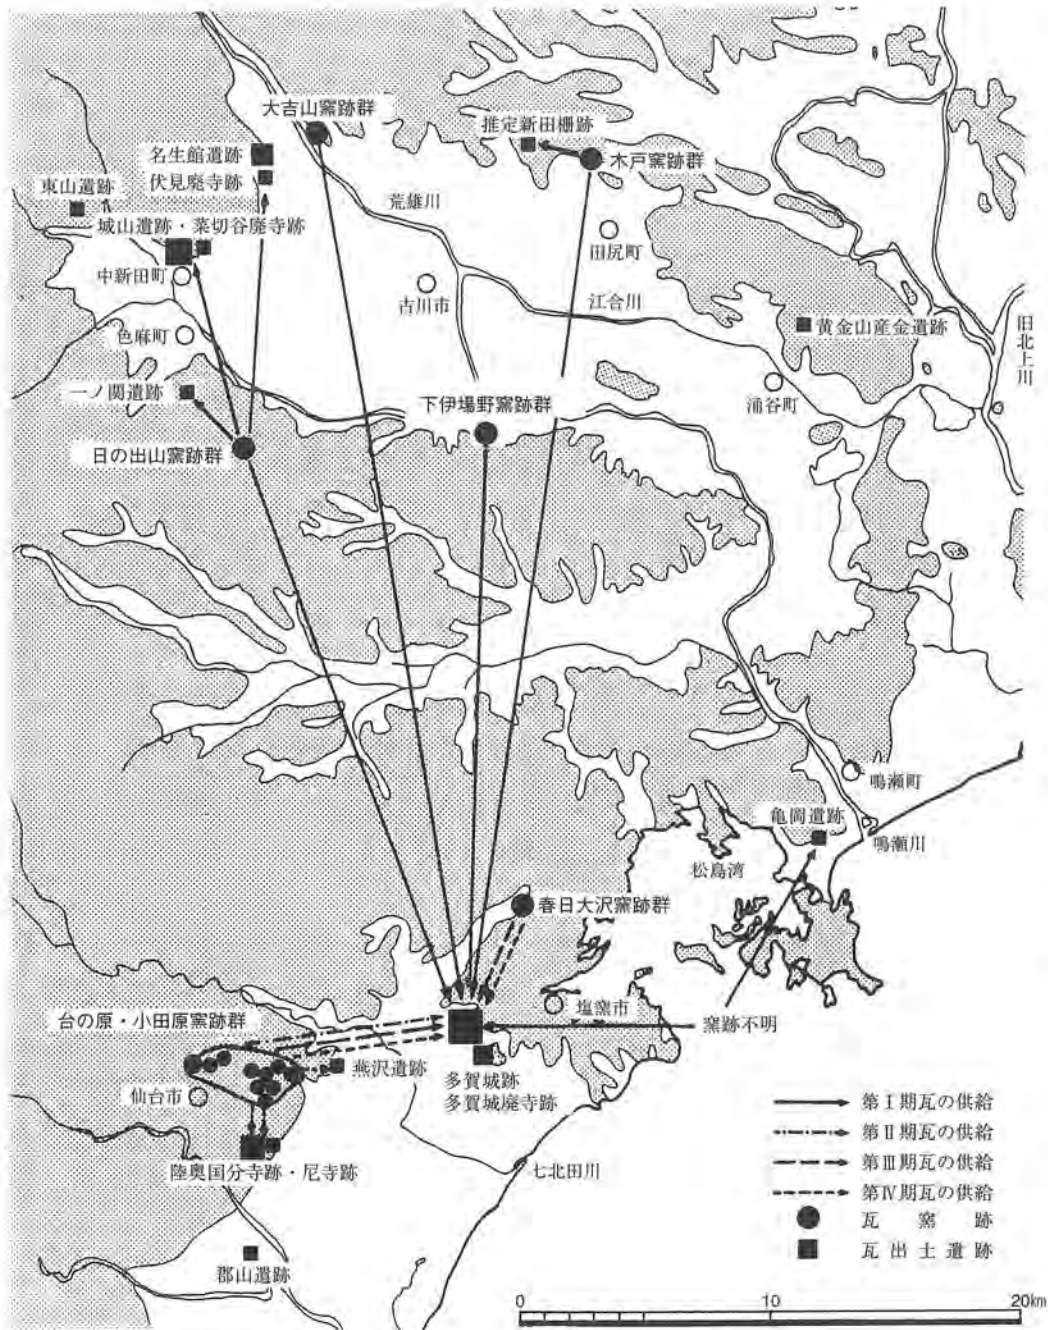 大吉山窯跡群
推定新田柵跡
名生館遺跡
木戸窯跡群
東山遺跡
伏見廃寺跡
荒雄川
城山遺跡・菜切谷廃寺跡
田尻町
中新田町
古川市
江合川
黄金山産金遺跡
旧北上川
色麻町
一ノ関遺跡
下伊場野窯跡群
涌谷町
日の出山窯跡群
鳴瀬町
亀岡遺跡
鳴瀬川
松島湾
春日大沢窯跡群
塩窯市
窯跡不明
台の原・小田原窯跡群
燕沢遺跡
多賀城跡
多賀城廃寺跡
仙台市
陸奥国分寺跡・尼寺跡
七北田川
郡山遺跡
第Ⅰ期瓦の供給
第Ⅱ期瓦の供給
第Ⅲ期瓦の供給
第Ⅳ期瓦の供給
瓦窯跡
瓦出土遺跡
0 10 20km